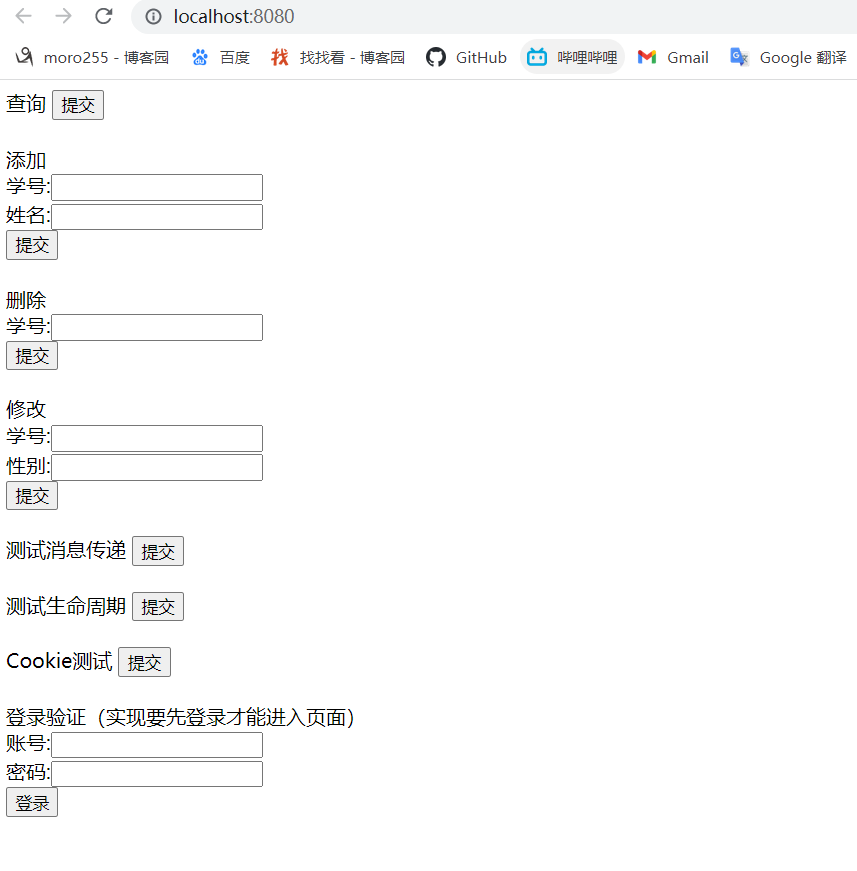 localhost:8080
moro255 - 博客园 百度 找找看 - 博客园 GitHub 哔哩哔哩 Gmail Google 翻译
查询 提交
添加
学号:
姓名:
提交
删除
学号:
提交
修改
学号:
性别:
提交
测试消息传递 提交
测试生命周期 提交
Cookie测试 提交
登录验证（实现要先登录才能进入页面）
账号:
密码:
登录